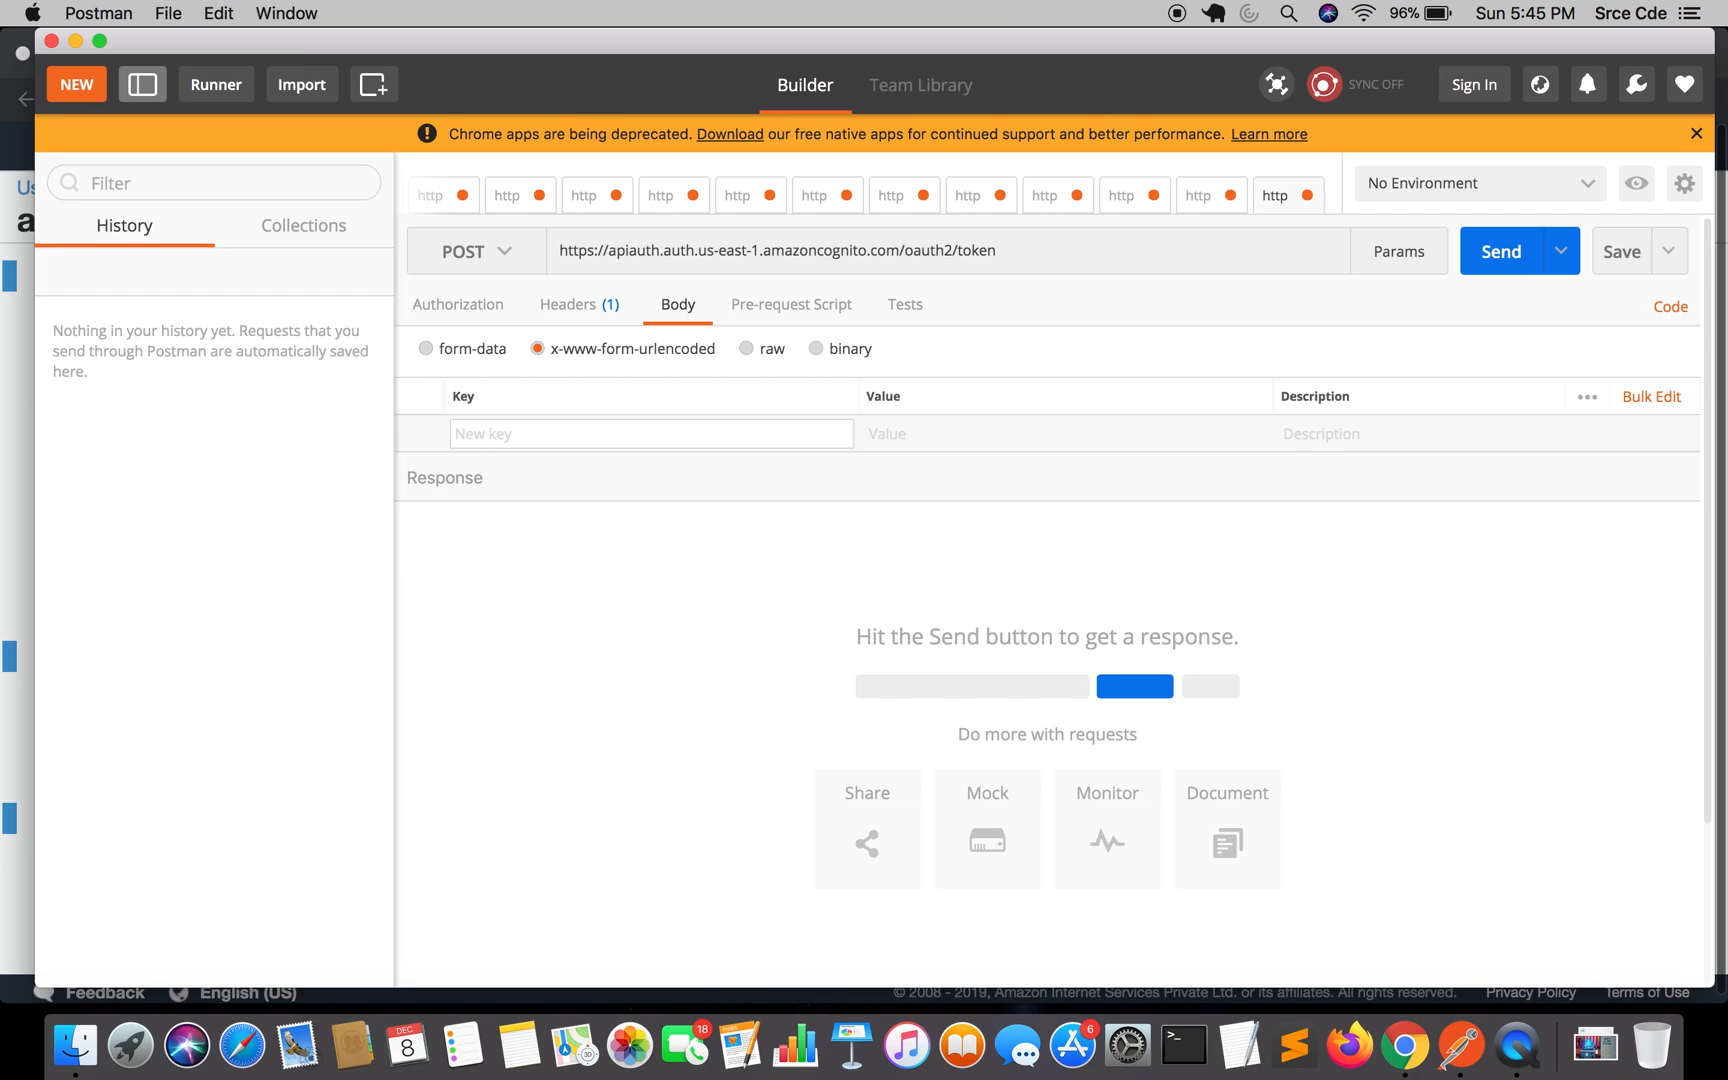 Postman File Edit Window 96% Sun 5:45 PM Srce Cde
NEW Runner Import Builder Team Library SYNC OFF Sign In
Chrome apps are being deprecated. Download our free native apps for continued support and better performance. Learn more
Us
a
Filter
http http http http http http http http http http http http
No Environment
History Collections
POST https://apiauth.auth.us-east-1.amazoncognito.com/oauth2/token Params Send Save
Authorization Headers (1) Body Pre-request Script Tests Code
form-data x-www-form-urlencoded raw binary
Nothing in your history yet. Requests that you
send through Postman are automatically saved
here.
Key Value Description Bulk Edit
New key Value Description
Response
Hit the Send button to get a response.
Do more with requests
Share Mock Monitor Document
Feedback English (US) © 2008 - 2019, Amazon Internet Services Private Ltd. or its affiliates. All rights reserved. Privacy Policy Terms of Use
DEC
8
30
18
6
>_